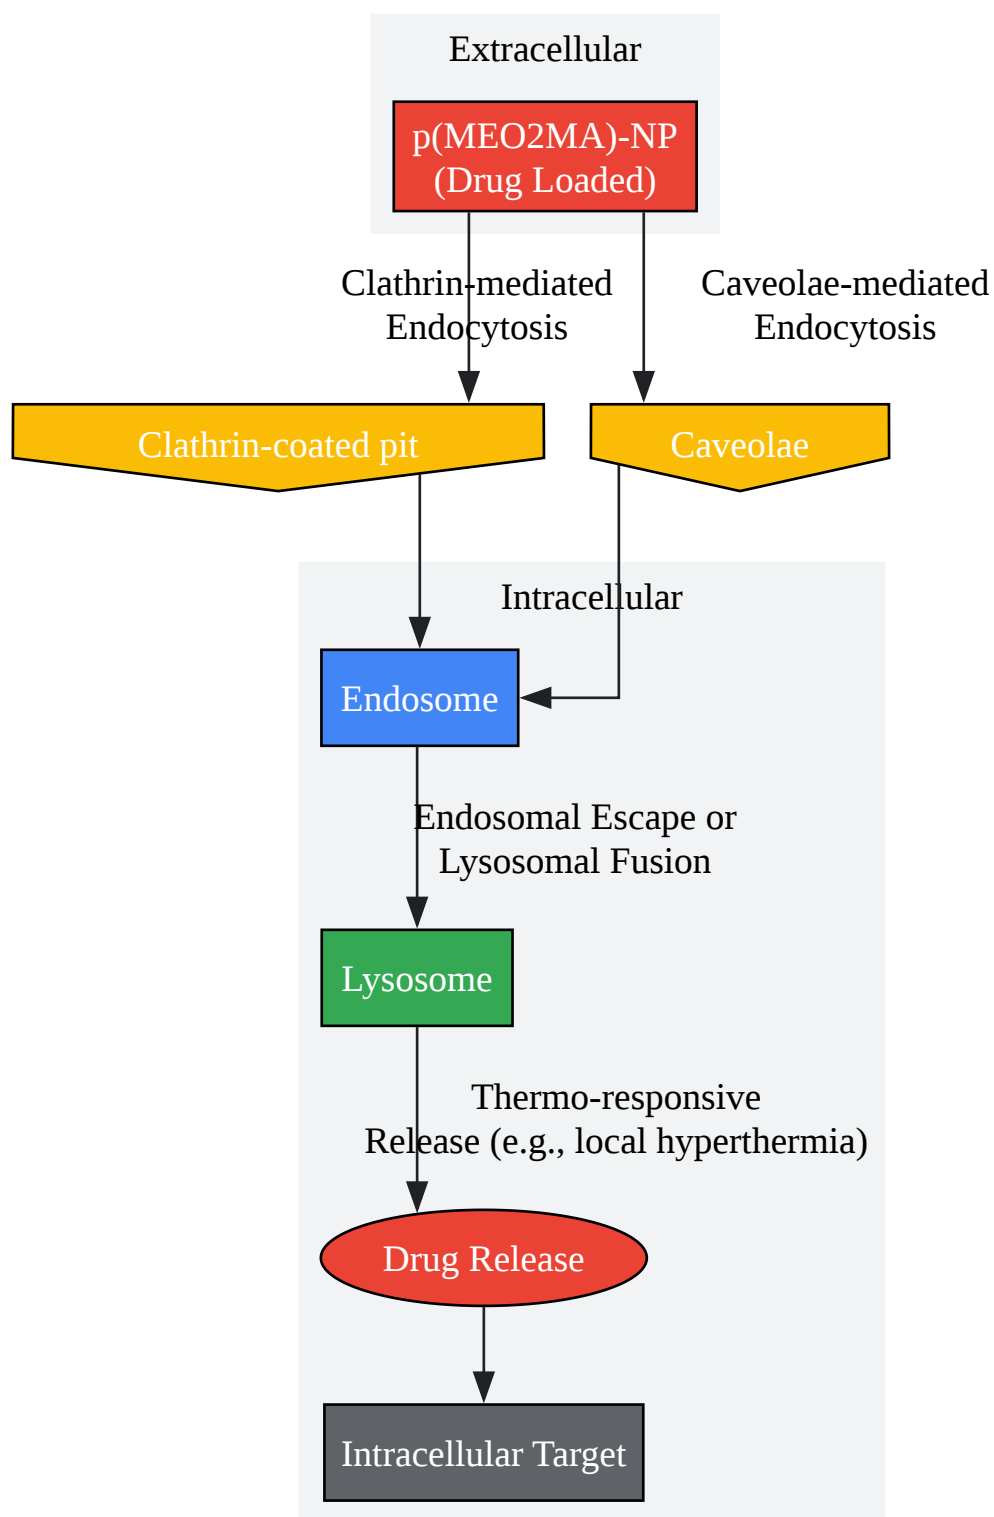 Extracellular
p(MEO2MA)-NP
(Drug Loaded)
Clathrin-mediated
Endocytosis
Caveolae-mediated
Endocytosis
Clathrin-coated pit
Caveolae
Intracellular
Endosome
Endosomal Escape or
Lysosomal Fusion
Lysosome
Thermo-responsive
Release (e.g., local hyperthermia)
Drug Release
Intracellular Target